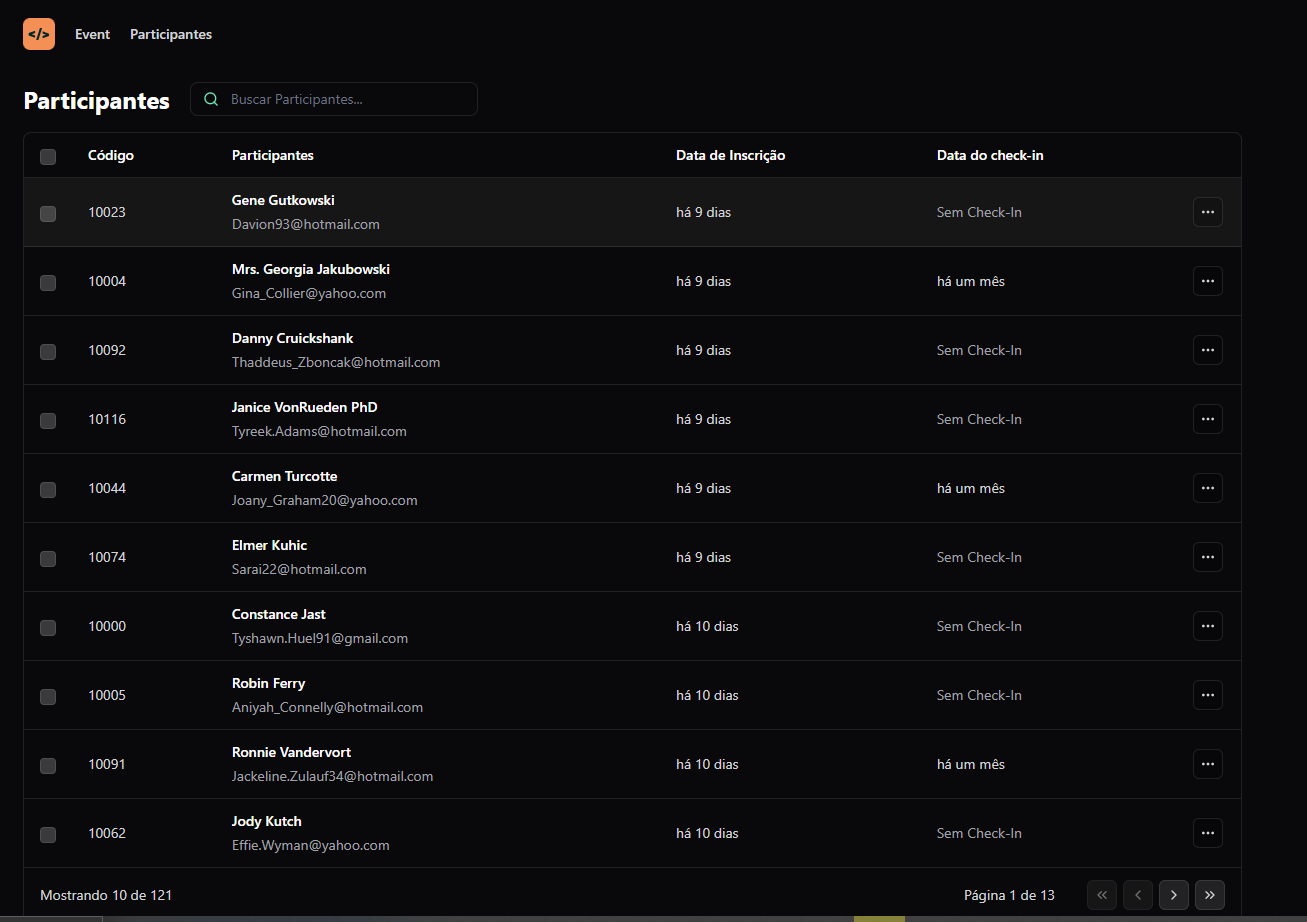 </>
Event Participantes
Participantes
Buscar Participantes...
Código Participantes Data de Inscrição Data do check-in
10023 Gene Gutkowski há 9 dias Sem Check-In
Davion93@hotmail.com
10004 Mrs. Georgia Jakubowski há 9 dias há um mês
Gina_Collier@yahoo.com
10092 Danny Cruickshank há 9 dias Sem Check-In
Thaddeus_Zboncak@hotmail.com
10116 Janice VonRueden PhD há 9 dias Sem Check-In
Tyreek.Adams@hotmail.com
10044 Carmen Turcotte há 9 dias há um mês
Joany_Graham20@yahoo.com
10074 Elmer Kuhic há 9 dias Sem Check-In
Sarai22@hotmail.com
10000 Constance Jast há 10 dias Sem Check-In
Tyshawn.Huel91@gmail.com
10005 Robin Ferry há 10 dias Sem Check-In
Aniyah_Connelly@hotmail.com
10091 Ronnie Vandervort há 10 dias há um mês
Jackeline.Zulauf34@hotmail.com
10062 Jody Kutch há 10 dias Sem Check-In
Effie.Wyman@yahoo.com
Mostrando 10 de 121 Página 1 de 13